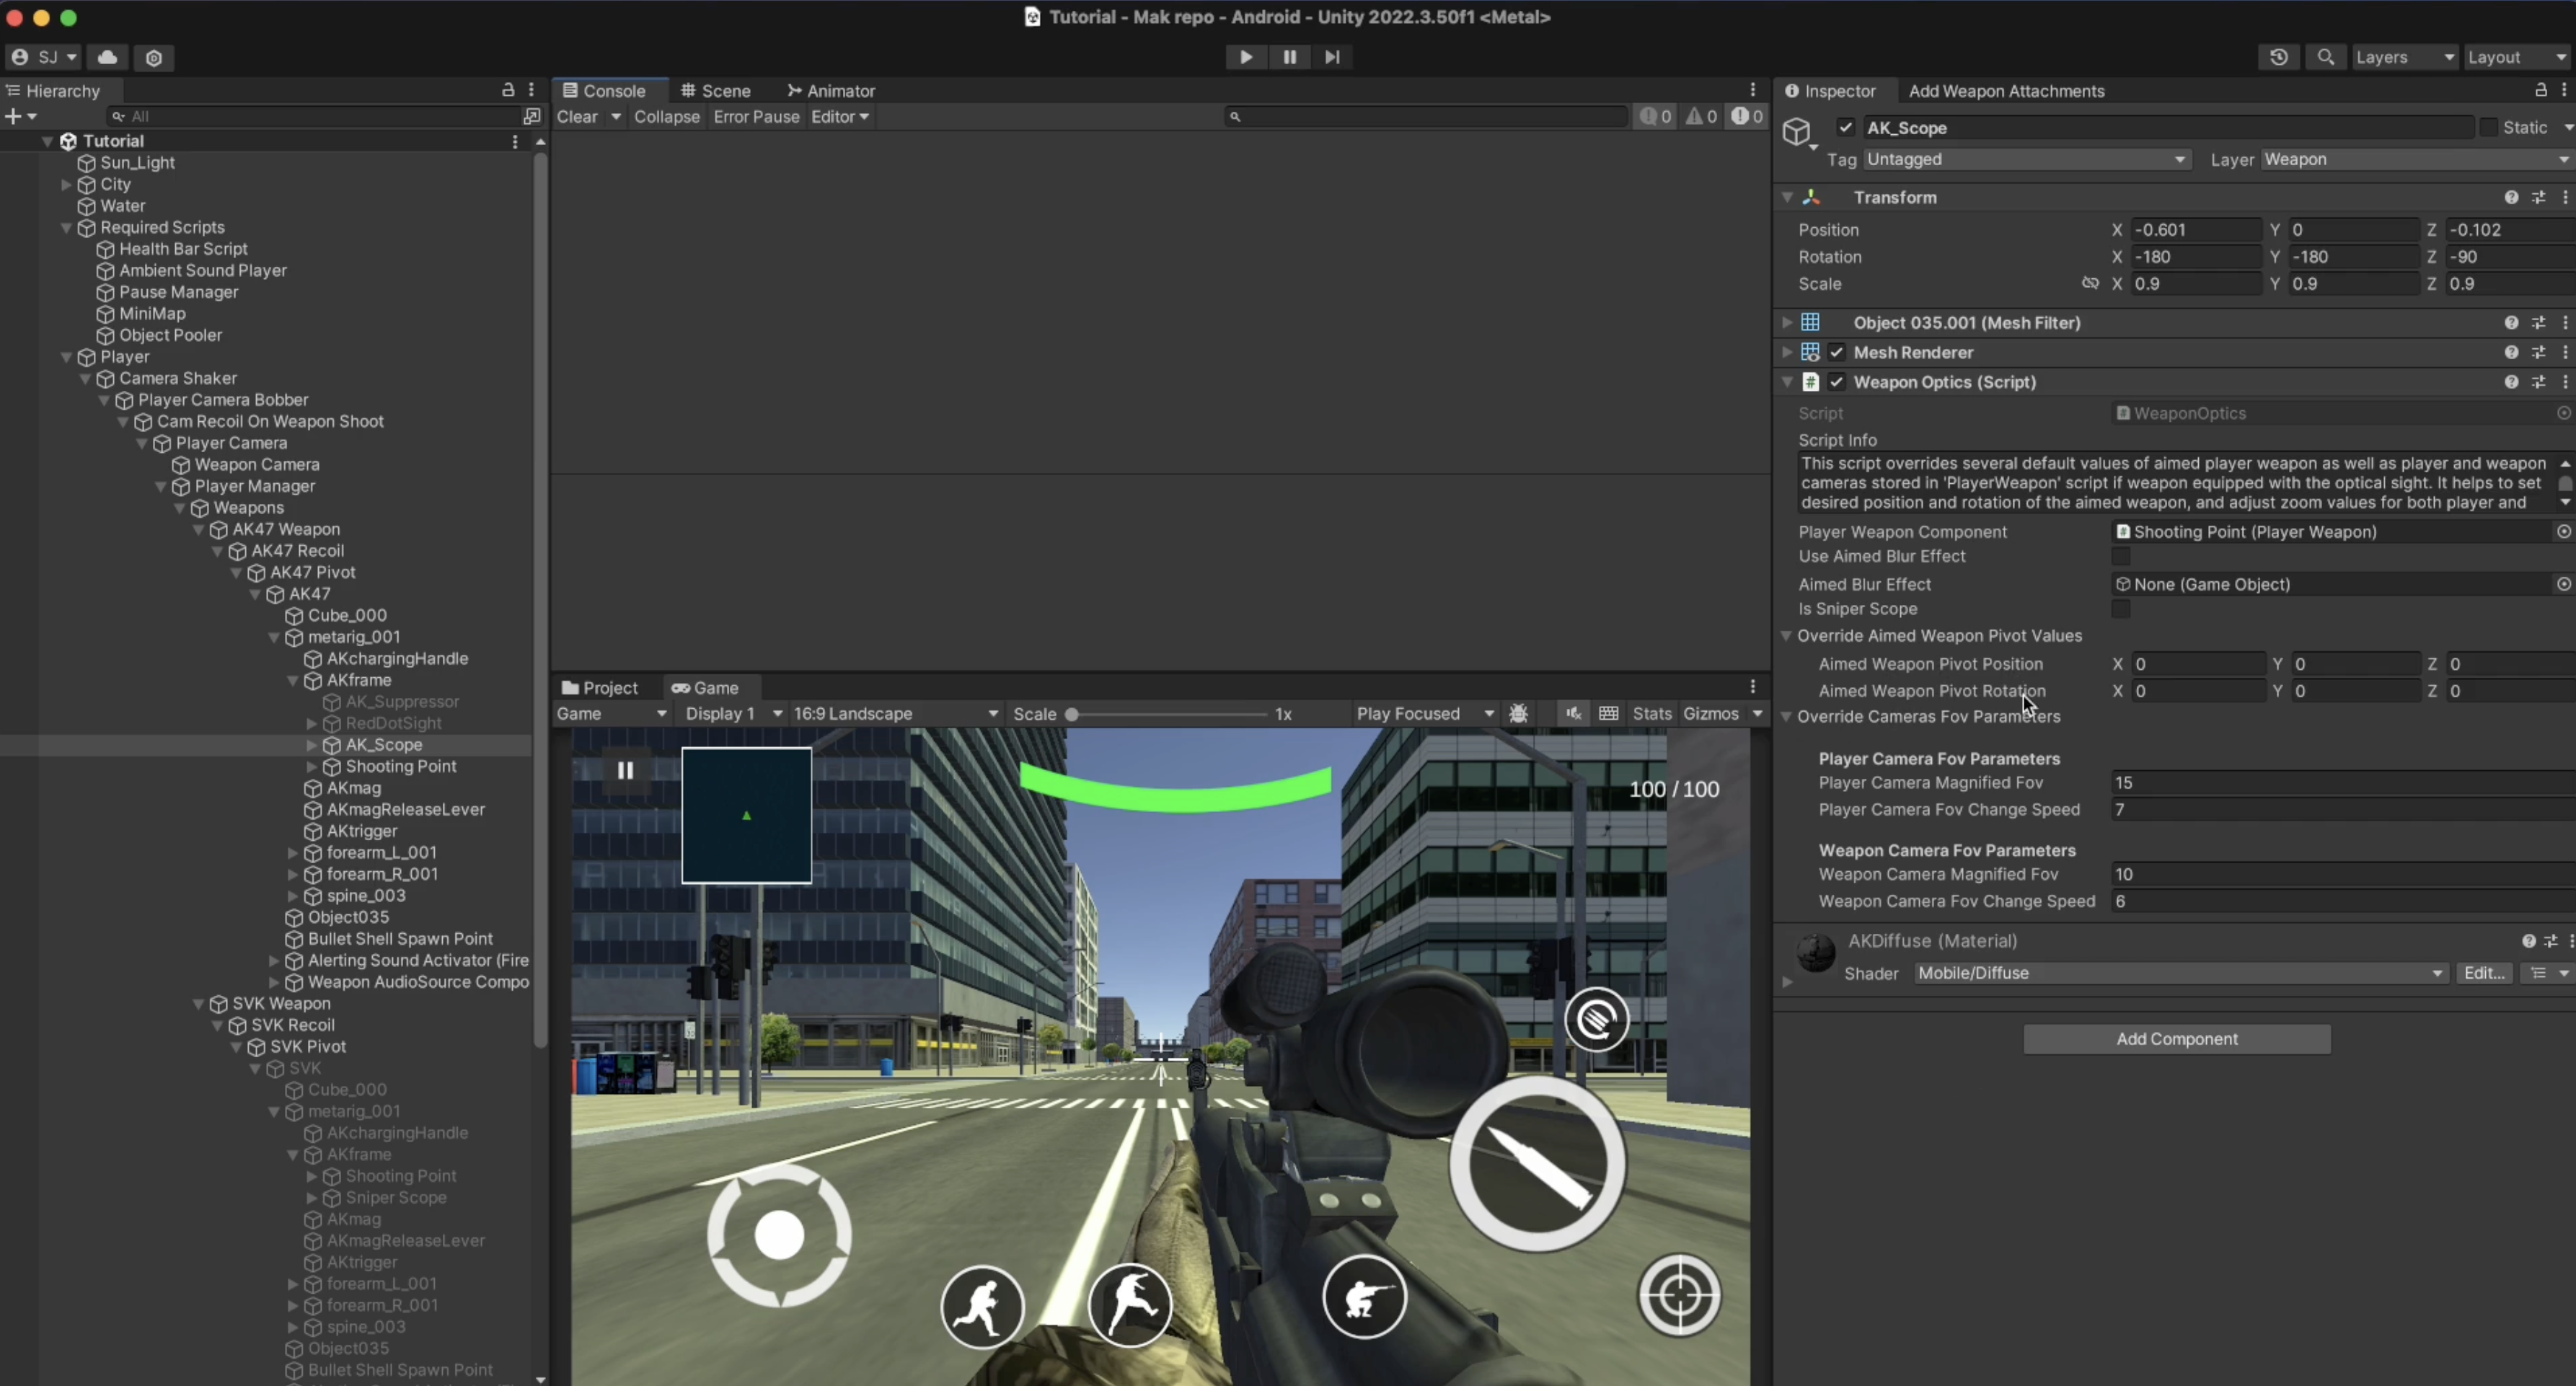 Tutorial - Mak repo - Android - Unity 2022.3.50f1 <Metal>
SJ
Layers
Layout
Hierarchy
All
Tutorial
Sun_Light
City
Water
Required Scripts
Health Bar Script
Ambient Sound Player
Pause Manager
MiniMap
Object Pooler
Player
Camera Shaker
Player Camera Bobber
Cam Recoil On Weapon Shoot
Player Camera
Weapon Camera
Player Manager
Weapons
AK47 Weapon
AK47 Recoil
AK47 Pivot
AK47
Cube_000
metarig_001
AKchargingHandle
AKframe
AK_Suppressor
RedDotSight
AK_Scope
Shooting Point
AKmag
AKmagReleaseLever
AKtrigger
forearm_L_001
forearm_R_001
spine_003
Object035
Bullet Shell Spawn Point
Alerting Sound Activator (Fire
Weapon AudioSource Compo
SVK Weapon
SVK Recoil
SVK Pivot
SVK
Cube_000
metarig_001
AKchargingHandle
AKframe
Shooting Point
Sniper Scope
AKmag
AKmagReleaseLever
AKtrigger
forearm_L_001
forearm_R_001
spine_003
Object035
Bullet Shell Spawn Point
Console Scene Animator
Clear Collapse Error Pause Editor 0 0 0
Project Game
Game Display 1 16:9 Landscape Scale 1x Play Focused Stats Gizmos
100 / 100
Inspector Add Weapon Attachments
AK_Scope Static
Tag Untagged Layer Weapon
Transform
Position X -0.601 Y 0 Z -0.102
Rotation X -180 Y -180 Z -90
Scale X 0.9 Y 0.9 Z 0.9
Object 035.001 (Mesh Filter)
Mesh Renderer
Weapon Optics (Script)
Script WeaponOptics
Script Info
This script overrides several default values of aimed player weapon as well as player and weapon
cameras stored in 'PlayerWeapon' script if weapon equipped with the optical sight. It helps to set
desired position and rotation of the aimed weapon, and adjust zoom values for both player and
Player Weapon Component Shooting Point (Player Weapon)
Use Aimed Blur Effect
Aimed Blur Effect None (Game Object)
Is Sniper Scope
Override Aimed Weapon Pivot Values
Aimed Weapon Pivot Position X 0 Y 0 Z 0
Aimed Weapon Pivot Rotation X 0 Y 0 Z 0
Override Cameras Fov Parameters
Player Camera Fov Parameters
Player Camera Magnified Fov 15
Player Camera Fov Change Speed 7
Weapon Camera Fov Parameters
Weapon Camera Magnified Fov 10
Weapon Camera Fov Change Speed 6
AKDiffuse (Material)
Shader Mobile/Diffuse Edit...
Add Component